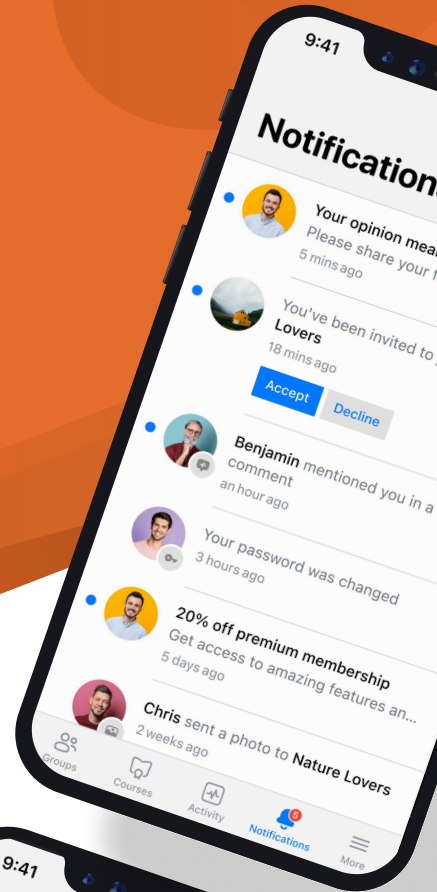 9:41
Notification
Your opinion
Please share your
5 mins ago
You've been invited to
Lovers
18 mins ago
Accept
Decline
Benjamin mentioned you in a
comment
an hour ago
Your password was changed
3 hours ago
20% off premium membership
Get access to amazing features an...
5 days ago
Chris sent a photo to Nature Lovers
2 weeks ago
Groups
Courses
Activity
5
Notifications
More
9:41